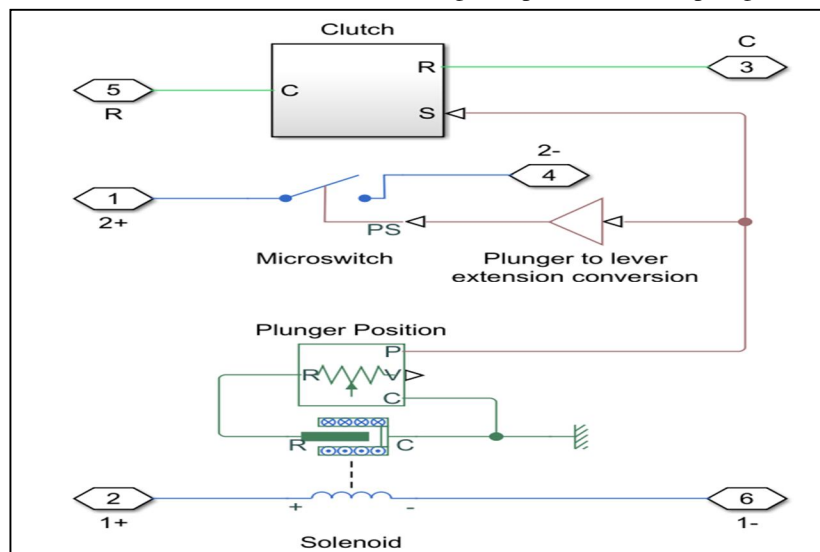 Clutch
C
R
3
5
C
R
S
2-
4
1
2+
PS
Microswitch
Plunger to lever
extension conversion
Plunger Position
P
R
V
C
R
C
2
1+
+
-
6
1-
Solenoid